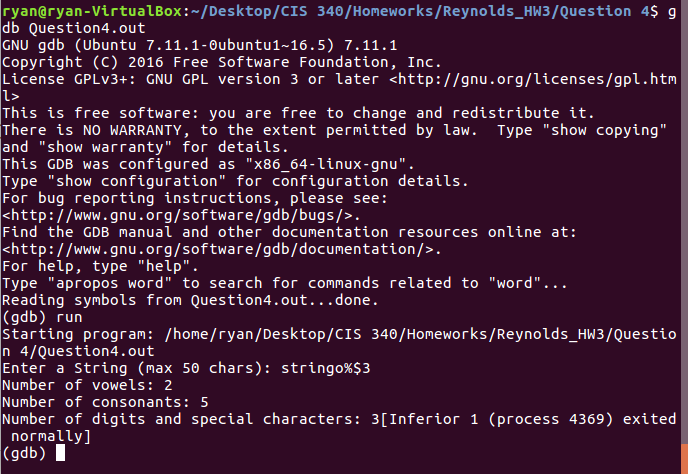 ryan@ryan-VirtualBox:~/Desktop/CIS 340/Homeworks/Reynolds_HW3/Question 4$ g
db Question4.out
GNU gdb (Ubuntu 7.11.1-0ubuntu1~16.5) 7.11.1
Copyright (C) 2016 Free Software Foundation, Inc.
License GPLv3+: GNU GPL version 3 or later <http://gnu.org/licenses/gpl.htm
l>
This is free software: you are free to change and redistribute it.
There is NO WARRANTY, to the extent permitted by law.  Type "show copying"
and "show warranty" for details.
This GDB was configured as "x86_64-linux-gnu".
Type "show configuration" for configuration details.
For bug reporting instructions, please see:
<http://www.gnu.org/software/gdb/bugs/>.
Find the GDB manual and other documentation resources online at:
<http://www.gnu.org/software/gdb/documentation/>.
For help, type "help".
Type "apropos word" to search for commands related to "word"...
Reading symbols from Question4.out...done.
(gdb) run
Starting program: /home/ryan/Desktop/CIS 340/Homeworks/Reynolds_HW3/Questio
n 4/Question4.out
Enter a String (max 50 chars): stringo%$3
Number of vowels: 2
Number of consonants: 5
Number of digits and special characters: 3[Inferior 1 (process 4369) exited
 normally]
(gdb)